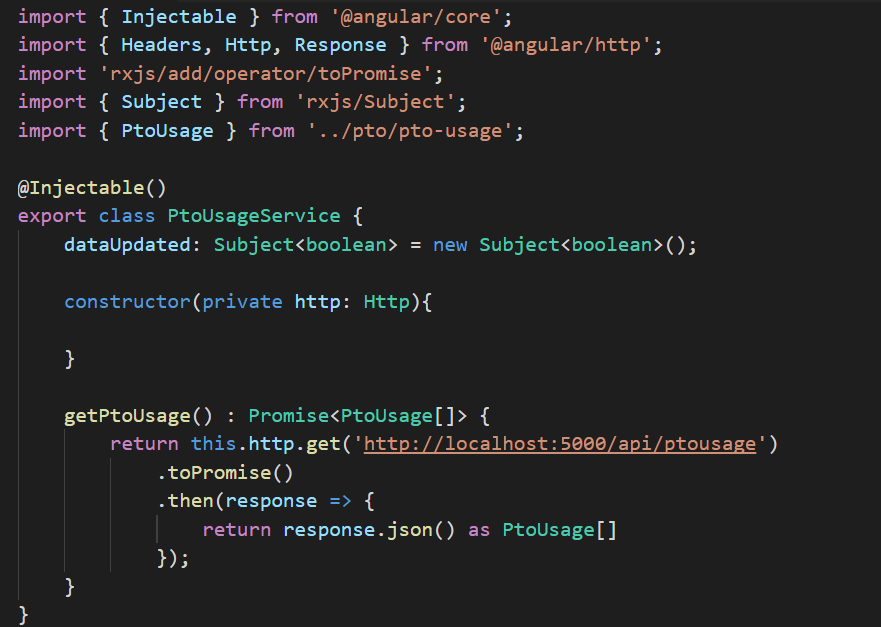 import { Injectable } from '@angular/core';
import { Headers, Http, Response } from '@angular/http';
import 'rxjs/add/operator/toPromise';
import { Subject } from 'rxjs/Subject';
import { PtoUsage } from '../pto/pto-usage';

@Injectable()
export class PtoUsageService {
    dataUpdated: Subject<boolean> = new Subject<boolean>();

    constructor(private http: Http){

    }

    getPtoUsage() : Promise<PtoUsage[]> {
        return this.http.get('http://localhost:5000/api/ptousage')
            .toPromise()
            .then(response => {
                return response.json() as PtoUsage[]
            });
    }
}